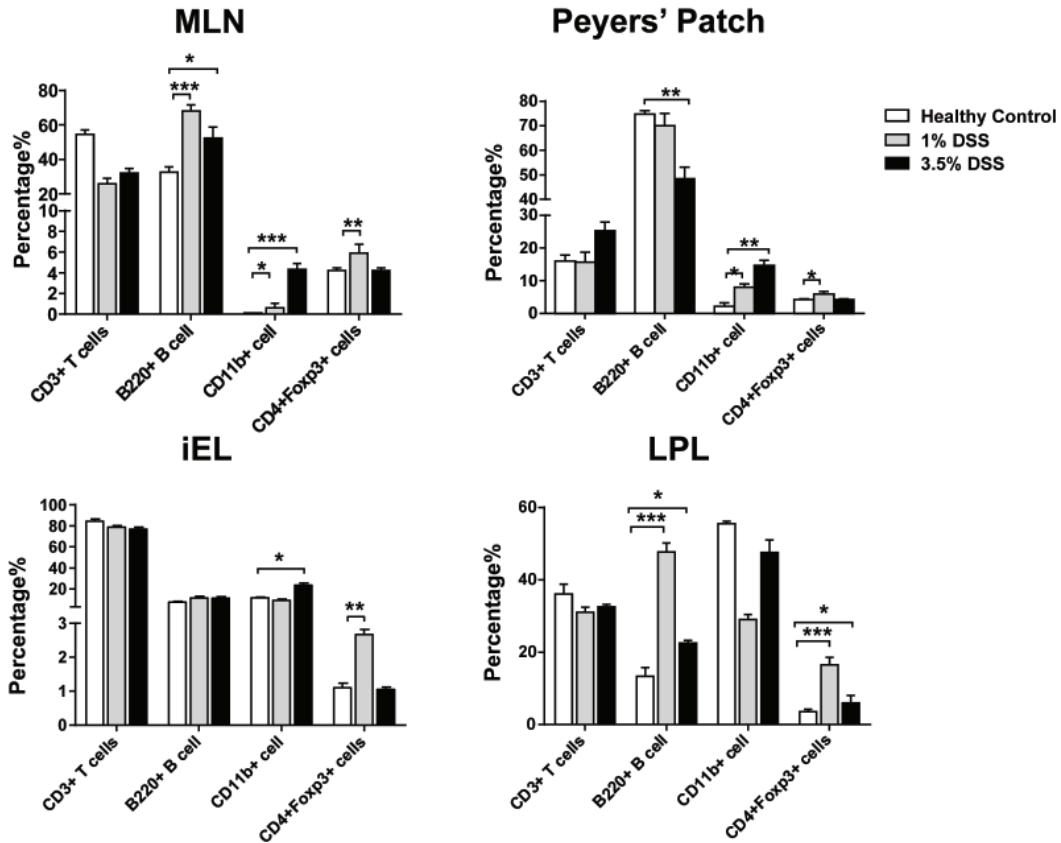 MLN
Percentage%
80
60
40
20
10
8
6
4
2
0
*
***
*
***
**
CD3+ T cells
B220+ B cell
CD11b+ cell
CD4+Foxp3+ cells
Peyers’ Patch
Percentage%
80
70
60
50
40
30
20
10
0
**
*
**
*
CD3+ T cells
B220+ B cell
CD11b+ cell
CD4+Foxp3+ cells
Healthy Control
1% DSS
3.5% DSS
iEL
Percentage%
100
80
60
40
20
3
2
1
0
*
**
CD3+ T cells
B220+ B cell
CD11b+ cell
CD4+Foxp3+ cells
LPL
Percentage%
60
40
20
0
*
***
*
***
CD3+ T cells
B220+ B cell
CD11b+ cell
CD4+Foxp3+ cells